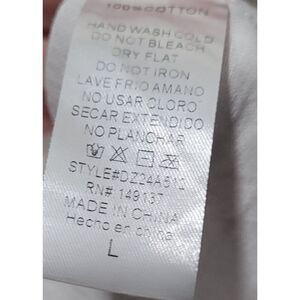 100% COTTON
HAND WASH COLD
DO NOT BLEACH
DRY FLAT
DO NOT IRON
LAVE FRIO AMANO
NO USAR CLORO
SECAR EXTENDIDO
NO PLANCHAR
STYLE#DZ24A512
RN# 149137
MADE IN CHINA
Hecho en china
L